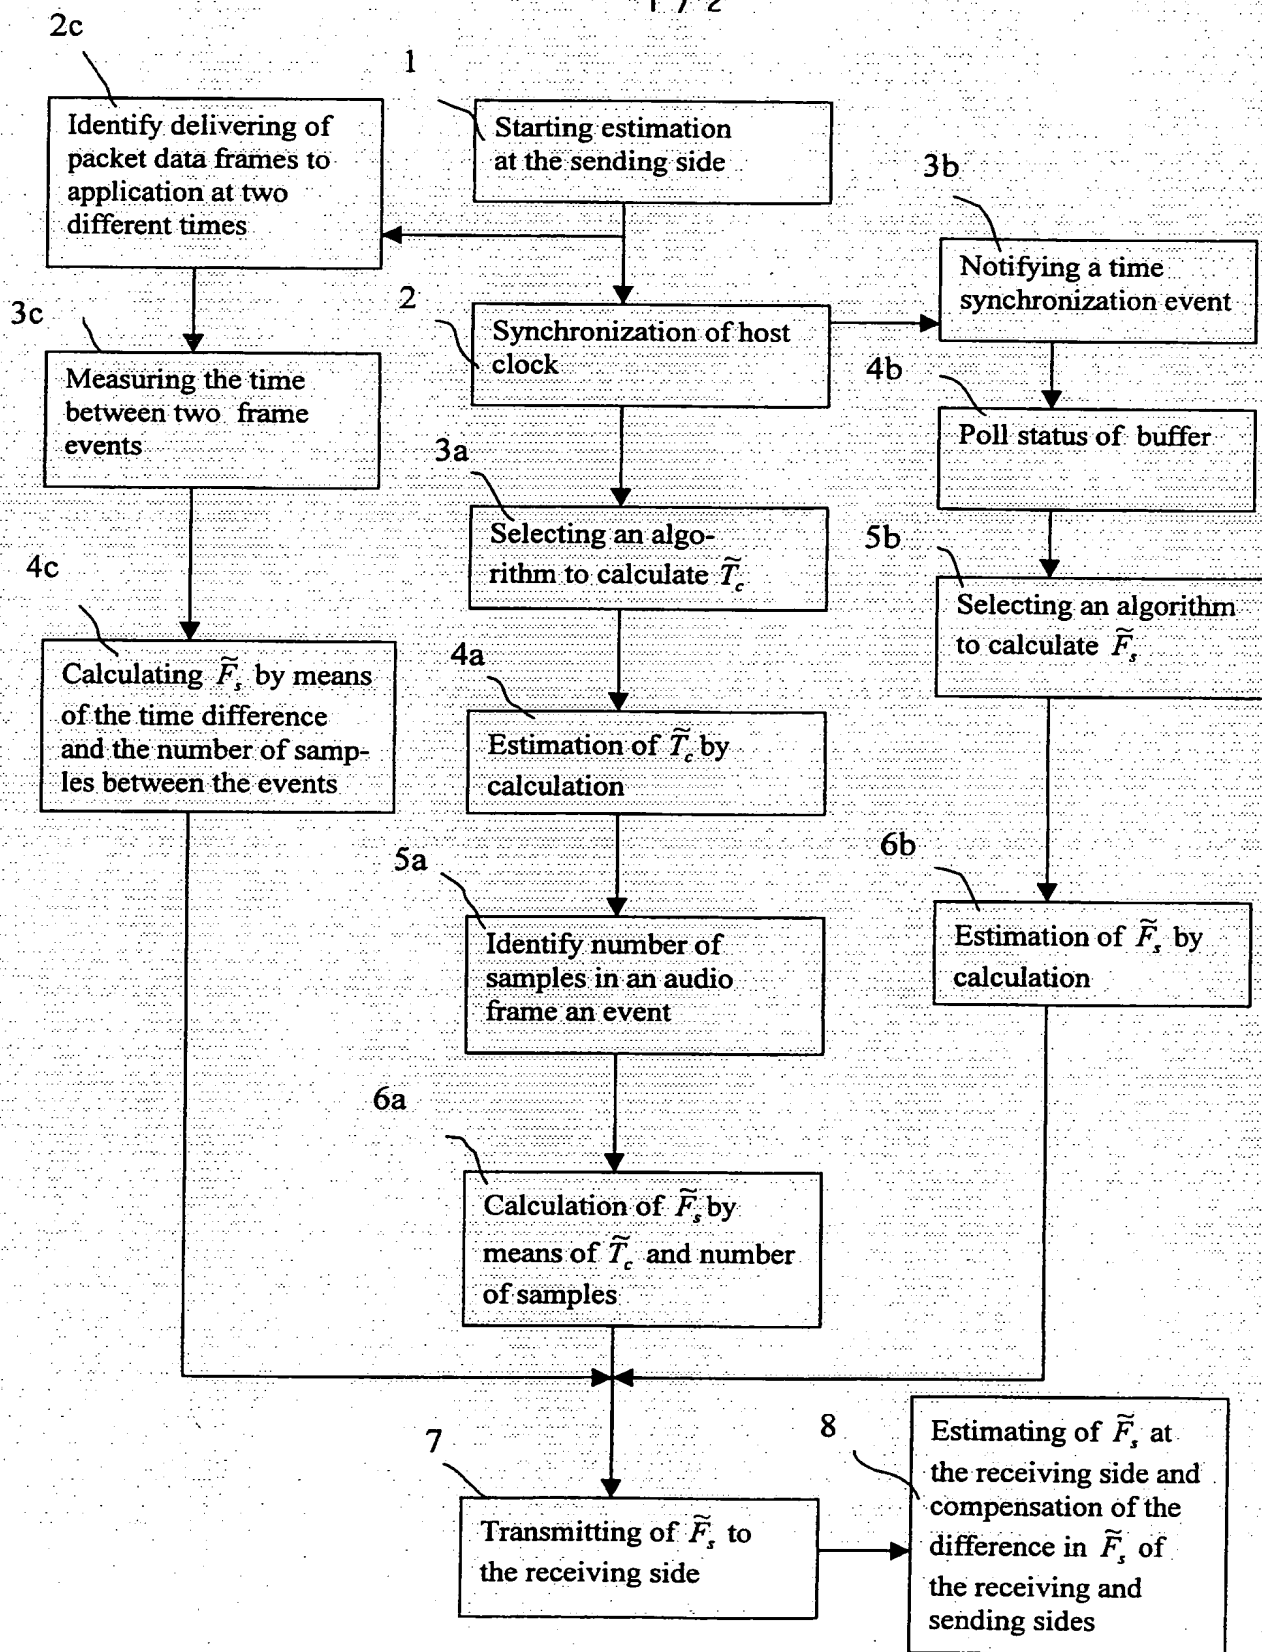 1 / 2
2c
Identify delivering of
packet data frames to
application at two
different times
1
Starting estimation
at the sending side
3b
Notifying a time
synchronization event
2
Synchronization of host
clock
3c
Measuring the time
between two frame
events
4b
Poll status of buffer
3a
Selecting an algo-
rithm to calculate T̃c
5b
Selecting an algorithm
to calculate F̃s
4c
Calculating F̃s by means
of the time difference
and the number of samp-
les between the events
4a
Estimation of T̃c by
calculation
5a
Identify number of
samples in an audio
frame an event
6b
Estimation of F̃s by
calculation
6a
Calculation of F̃s by
means of T̃c and number
of samples
7
Transmitting of F̃s to
the receiving side
8
Estimating of F̃s at
the receiving side and
compensation of the
difference in F̃s of
the receiving and
sending sides